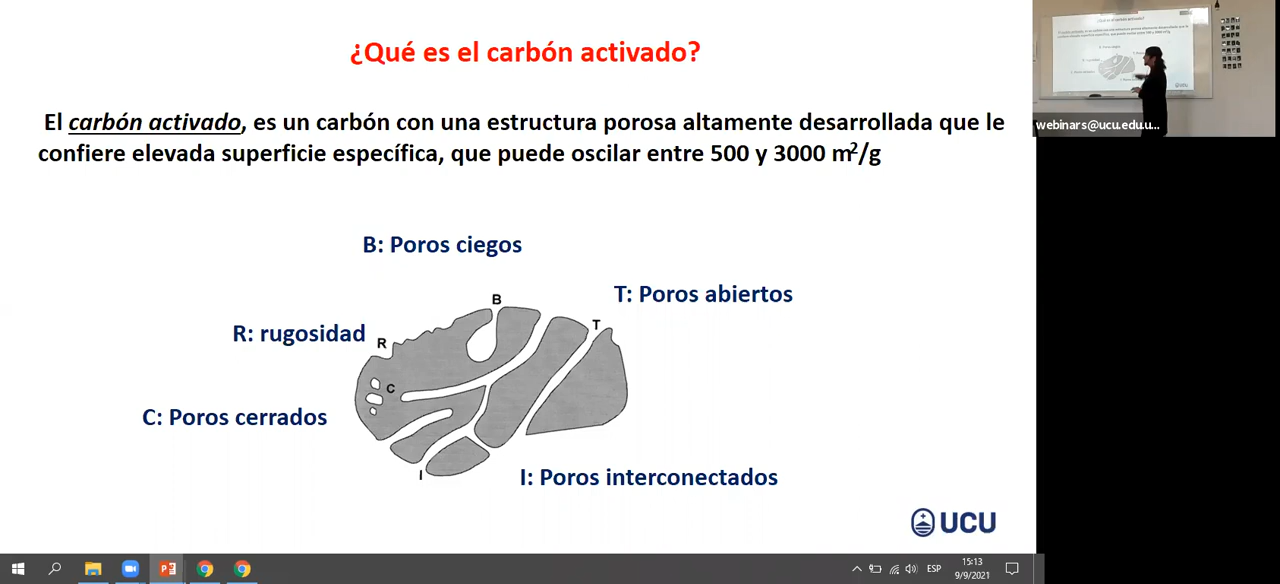 ¿Qué es el carbón activado?
El carbón activado, es un carbón con una estructura porosa altamente desarrollada que le
confiere elevada superficie específica, que puede oscilar entre 500 y 3000 m²/g
B: Poros ciegos
T: Poros abiertos
R: rugosidad
C: Poros cerrados
I: Poros interconectados
B
T
R
C
I
UCU
webinars@ucu.edu.u...
ESP
15:13
9/9/2021